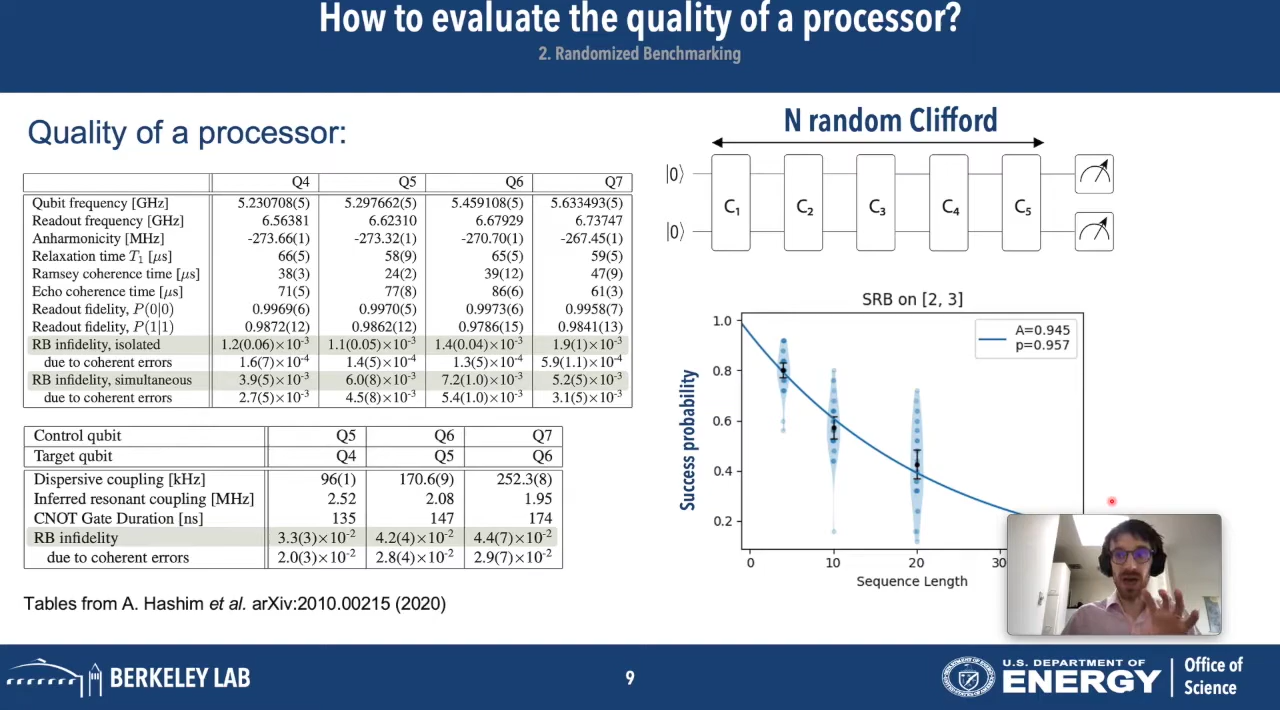 How to evaluate the quality of a processor?
2. Randomized Benchmarking
Quality of a processor:
Q4 Q5 Q6 Q7
Qubit frequency [GHz] 5.230708(5) 5.297662(5) 5.459108(5) 5.633493(5)
Readout frequency [GHz] 6.56381 6.62310 6.67929 6.73747
Anharmonicity [MHz] -273.66(1) -273.32(1) -270.70(1) -267.45(1)
Relaxation time T₁ [μs] 66(5) 58(9) 65(5) 59(5)
Ramsey coherence time [μs] 38(3) 24(2) 39(12) 47(9)
Echo coherence time [μs] 71(5) 77(8) 86(6) 61(3)
Readout fidelity, P(0|0) 0.9969(6) 0.9970(5) 0.9973(6) 0.9958(7)
Readout fidelity, P(1|1) 0.9872(12) 0.9862(12) 0.9786(15) 0.9841(13)
RB infidelity, isolated 1.2(0.06)×10⁻³ 1.1(0.05)×10⁻³ 1.4(0.04)×10⁻³ 1.9(1)×10⁻³
due to coherent errors 1.6(7)×10⁻⁴ 1.4(5)×10⁻⁴ 1.3(5)×10⁻⁴ 5.9(1.1)×10⁻⁴
RB infidelity, simultaneous 3.9(5)×10⁻³ 6.0(8)×10⁻³ 7.2(1.0)×10⁻³ 5.2(5)×10⁻³
due to coherent errors 2.7(5)×10⁻³ 4.5(8)×10⁻³ 5.4(1.0)×10⁻³ 3.1(5)×10⁻³
Control qubit Q5 Q6 Q7
Target qubit Q4 Q5 Q6
Dispersive coupling [kHz] 96(1) 170.6(9) 252.3(8)
Inferred resonant coupling [MHz] 2.52 2.08 1.95
CNOT Gate Duration [ns] 135 147 174
RB infidelity 3.3(3)×10⁻² 4.2(4)×10⁻² 4.4(7)×10⁻²
due to coherent errors 2.0(3)×10⁻² 2.8(4)×10⁻² 2.9(7)×10⁻²
Tables from A. Hashim et al. arXiv:2010.00215 (2020)
N random Clifford
|0⟩
C₁ C₂ C₃ C₄ C₅
|0⟩
SRB on [2, 3]
A=0.945
p=0.957
1.0
0.8
0.6
0.4
0.2
Success probability
0 10 20 30
Sequence Length
BERKELEY LAB
9
U.S. DEPARTMENT OF
ENERGY
Office of
Science